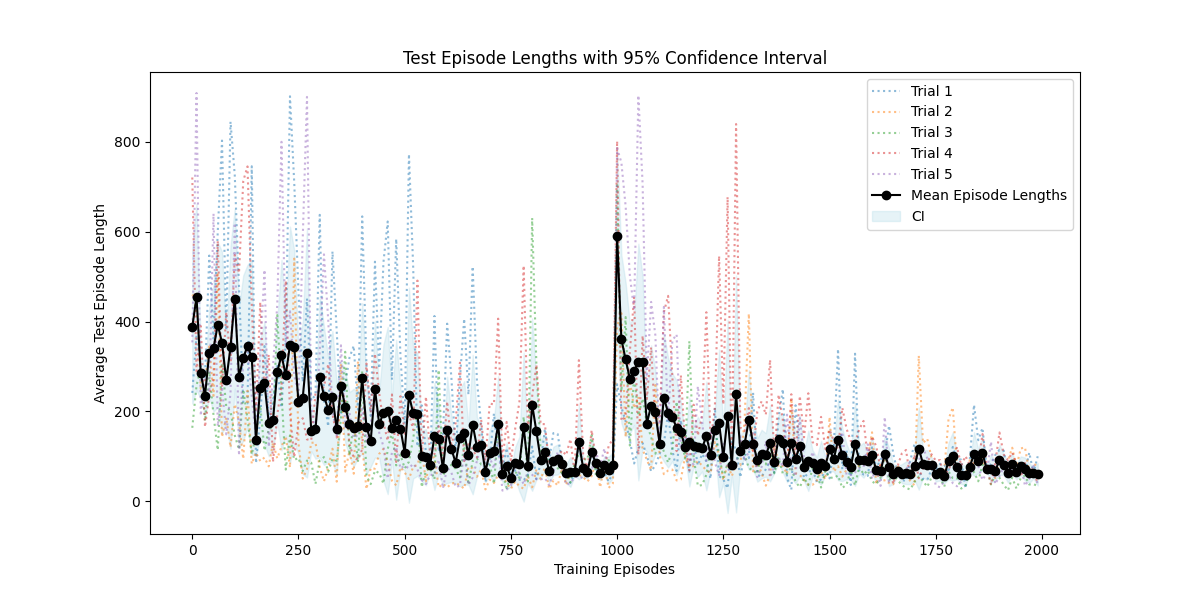 Test Episode Lengths with 95% Confidence Interval
Average Test Episode Length
800
600
400
200
0
Trial 1
Trial 2
Trial 3
Trial 4
Trial 5
Mean Episode Lengths
CI
0 250 500 750 1000 1250 1500 1750 2000
Training Episodes